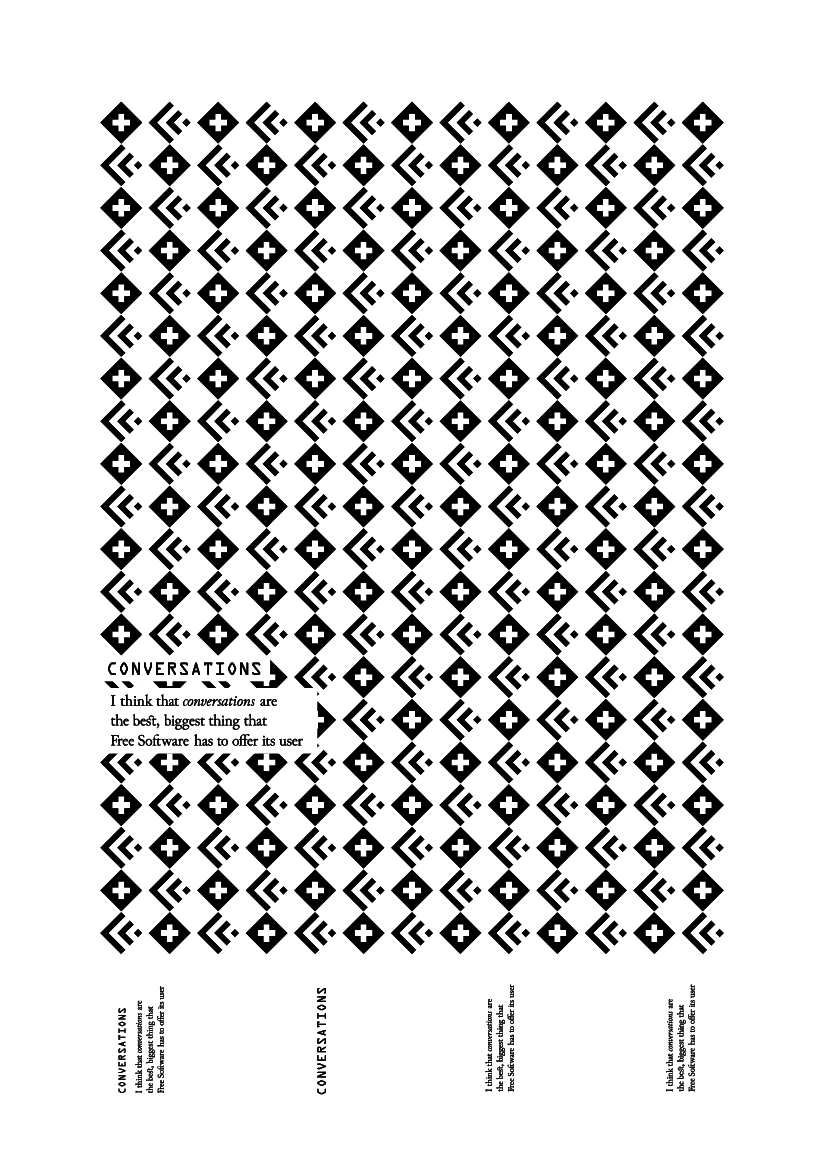 CONVERSATIONS
I think that conversations are
the best, biggest thing that
Free Software has to offer its user
CONVERSATIONS
I think that conversations are
the best, biggest thing that
Free Software has to offer its user
CONVERSATIONS
I think that conversations are
the best, biggest thing that
Free Software has to offer its user
I think that conversations are
the best, biggest thing that
Free Software has to offer its user